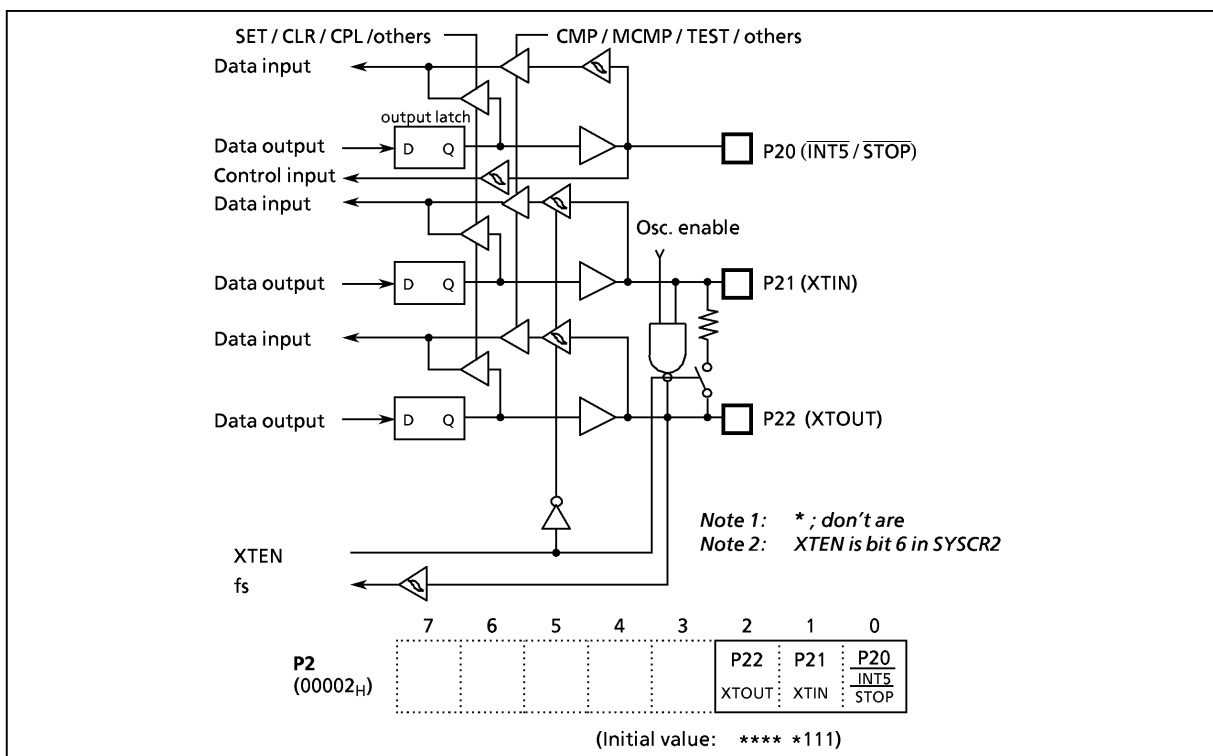 SET / CLR / CPL /others
CMP / MCMP / TEST / others
Data input
output latch
Data output
D Q
P20 (INT5 / STOP)
Control input
Data input
Osc. enable
Data output
D Q
P21 (XTIN)
Data input
Data output
D Q
P22 (XTOUT)
Note 1: * ; don't are
Note 2: XTEN is bit 6 in SYSCR2
XTEN
fs
7 6 5 4 3 2 1 0
P2
(00002H)
P22 P21 P20
XTOUT XTIN INT5
STOP
(Initial value: **** *111)